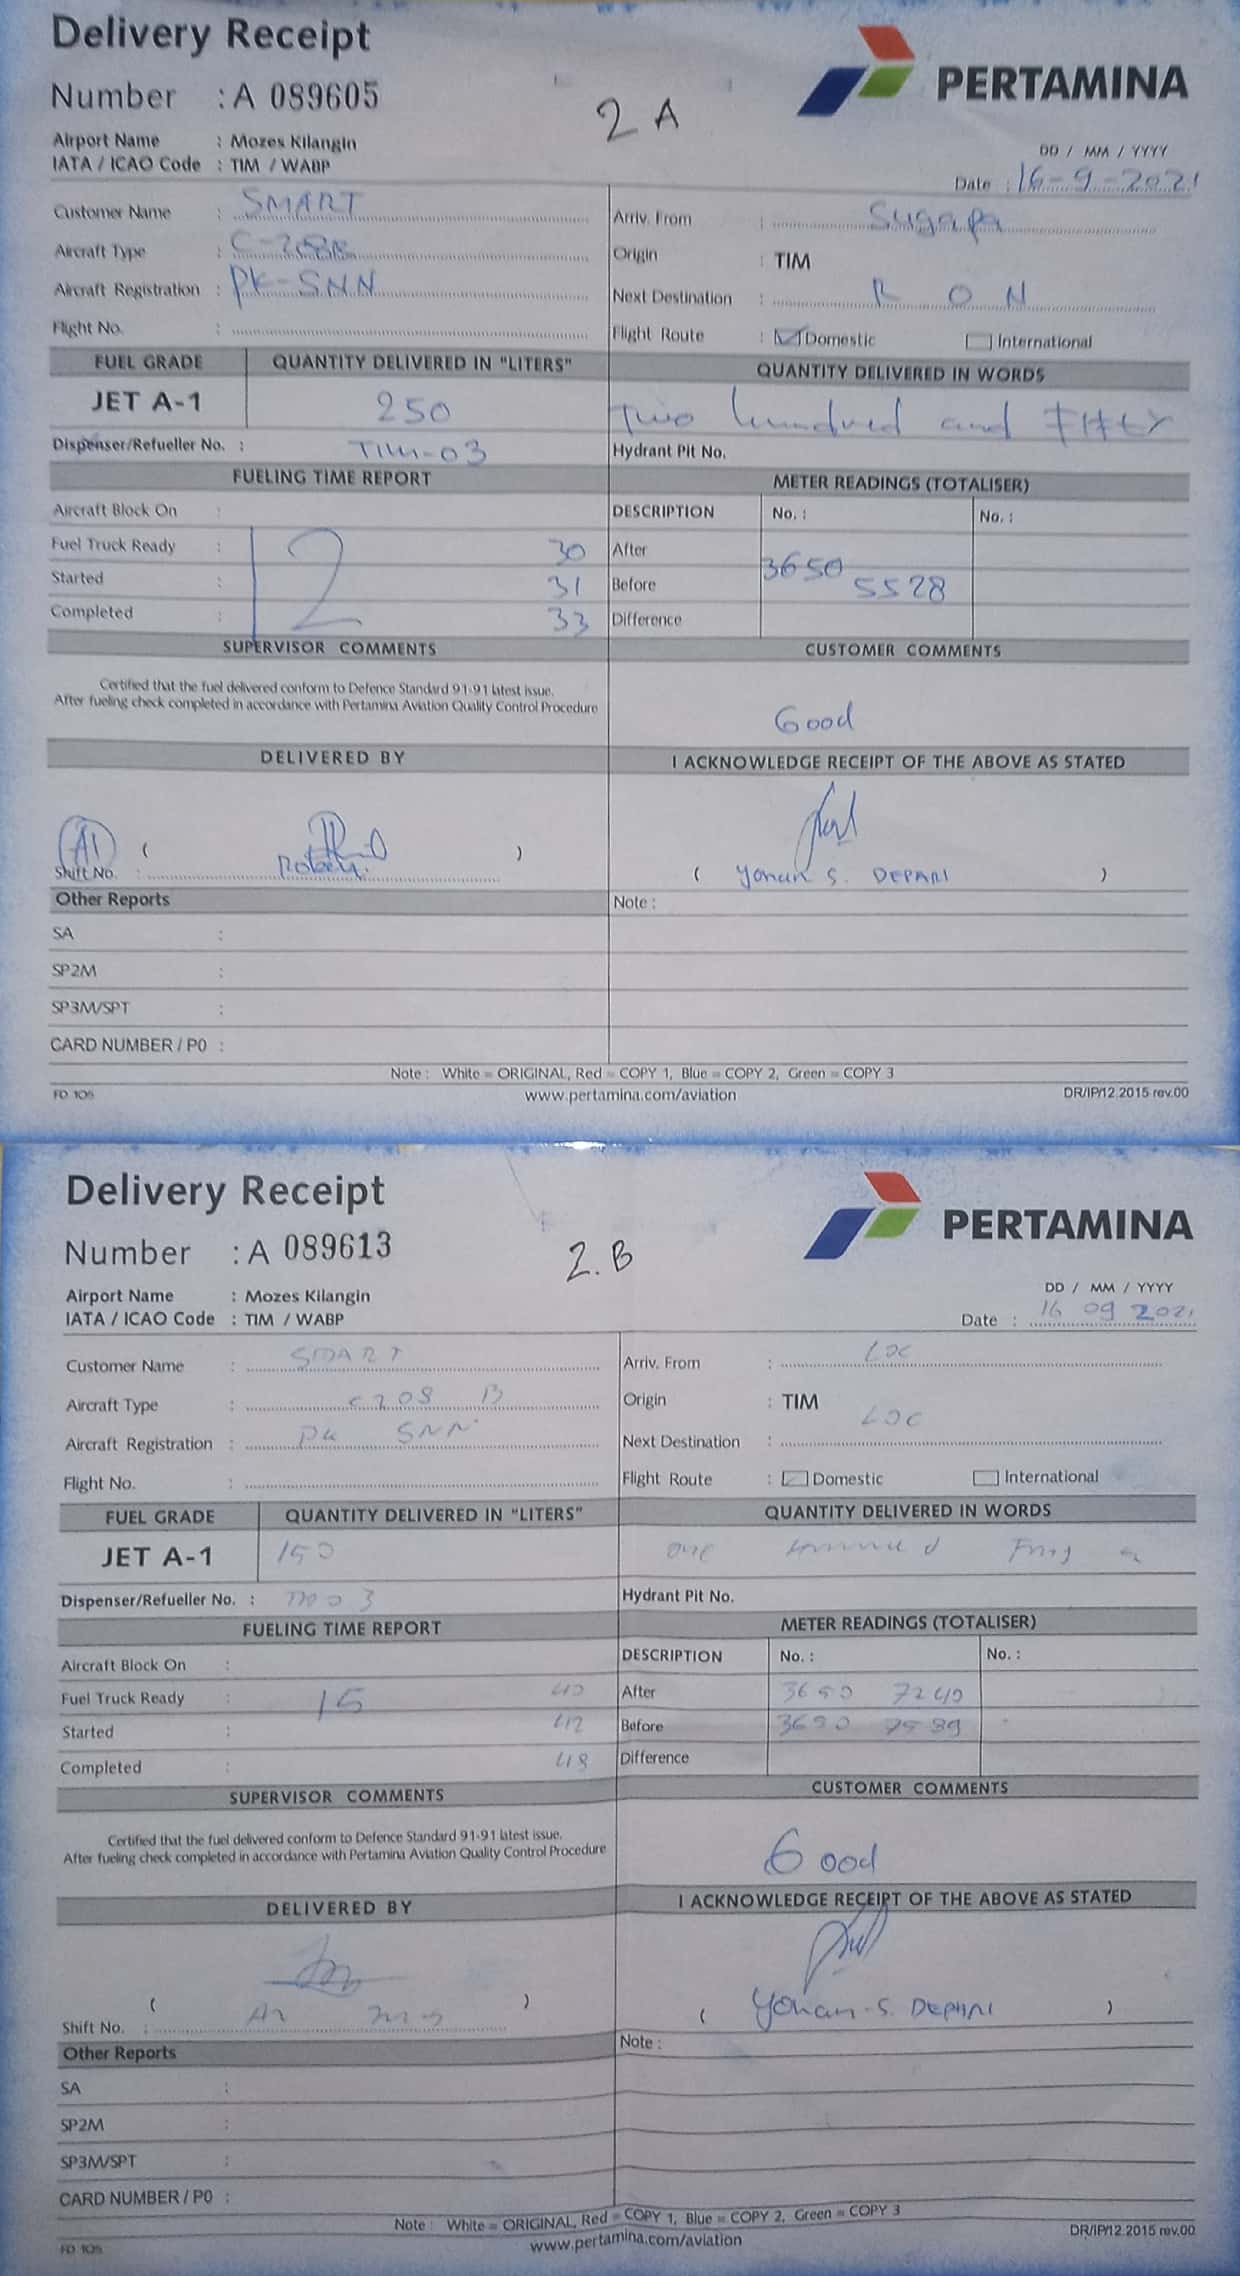 Delivery Receipt
PERTAMINA
Number : A 089605
2 A
Airport Name : Mozes Kilangin
IATA / ICAO Code : TIM / WABP
DD / MM / YYYY
Date : 16-9-2021
Customer Name : SMART
Arriv. From : Sugapa
Aircraft Type : C-208B
Origin : TIM
Aircraft Registration : PK-SNN
Next Destination : R O N
Flight No. :
Flight Route : Domestic International
FUEL GRADE QUANTITY DELIVERED IN "LITERS" QUANTITY DELIVERED IN WORDS
JET A-1 250 Two hundred and Fifty
Dispenser/Refueller No. : TIM-03 Hydrant Pit No.
FUELING TIME REPORT METER READINGS (TOTALISER)
Aircraft Block On : DESCRIPTION No. : No. :
Fuel Truck Ready : 12 30 After
Started : 31 Before 3650 5528
Completed : 33 Difference
SUPERVISOR COMMENTS CUSTOMER COMMENTS
Certified that the fuel delivered conform to Defence Standard 91-91 latest issue.
After fueling check completed in accordance with Pertamina Aviation Quality Control Procedure
Good
DELIVERED BY I ACKNOWLEDGE RECEIPT OF THE ABOVE AS STATED
A1 ( )
Shift No. : ( Yohan S. DEPARI )
Other Reports Note :
SA :
SP2M :
SP3M/SPT :
CARD NUMBER / P0 :
Note : White = ORIGINAL, Red = COPY 1, Blue = COPY 2, Green = COPY 3
FD 105 www.pertamina.com/aviation DR/IP/12.2015 rev.00
Delivery Receipt
PERTAMINA
Number : A 089613
2.B
Airport Name : Mozes Kilangin
IATA / ICAO Code : TIM / WABP
DD / MM / YYYY
Date : 16 09 2021
Customer Name : SMART
Arriv. From : LOC
Aircraft Type : C208 B
Origin : TIM
Aircraft Registration : PK SNN
Next Destination : LOC
Flight No. :
Flight Route : Domestic International
FUEL GRADE QUANTITY DELIVERED IN "LITERS" QUANTITY DELIVERED IN WORDS
JET A-1 150 one
Dispenser/Refueller No. : Hydrant Pit No.
FUELING TIME REPORT METER READINGS (TOTALISER)
Aircraft Block On : DESCRIPTION No. : No. :
Fuel Truck Ready : 15 40 After 3650 7240
Started : 42 Before 3650
Completed : 48 Difference
SUPERVISOR COMMENTS CUSTOMER COMMENTS
Certified that the fuel delivered conform to Defence Standard 91-91 latest issue.
After fueling check completed in accordance with Pertamina Aviation Quality Control Procedure
Good
DELIVERED BY I ACKNOWLEDGE RECEIPT OF THE ABOVE AS STATED
( ) ( Yohan-S. DEPARI )
Shift No. :
Other Reports Note :
SA :
SP2M :
SP3M/SPT :
CARD NUMBER / P0 :
Note : White = ORIGINAL, Red = COPY 1, Blue = COPY 2, Green = COPY 3
FD 105 www.pertamina.com/aviation DR/IP/12.2015 rev.00